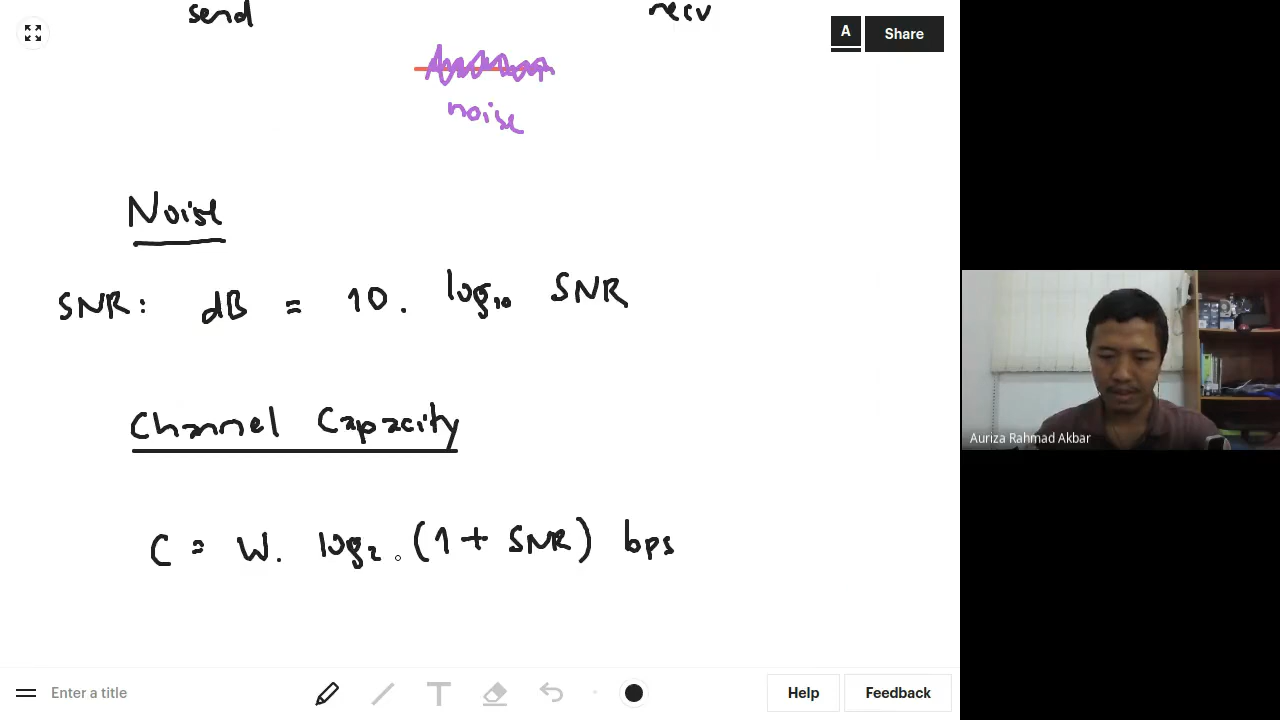 send recv
A Share
noise
Noise
SNR: dB = 10. log10 SNR
Channel Capacity
C = W. log2.(1 + SNR) bps
Auriza Rahmad Akbar
Enter a title T Help Feedback